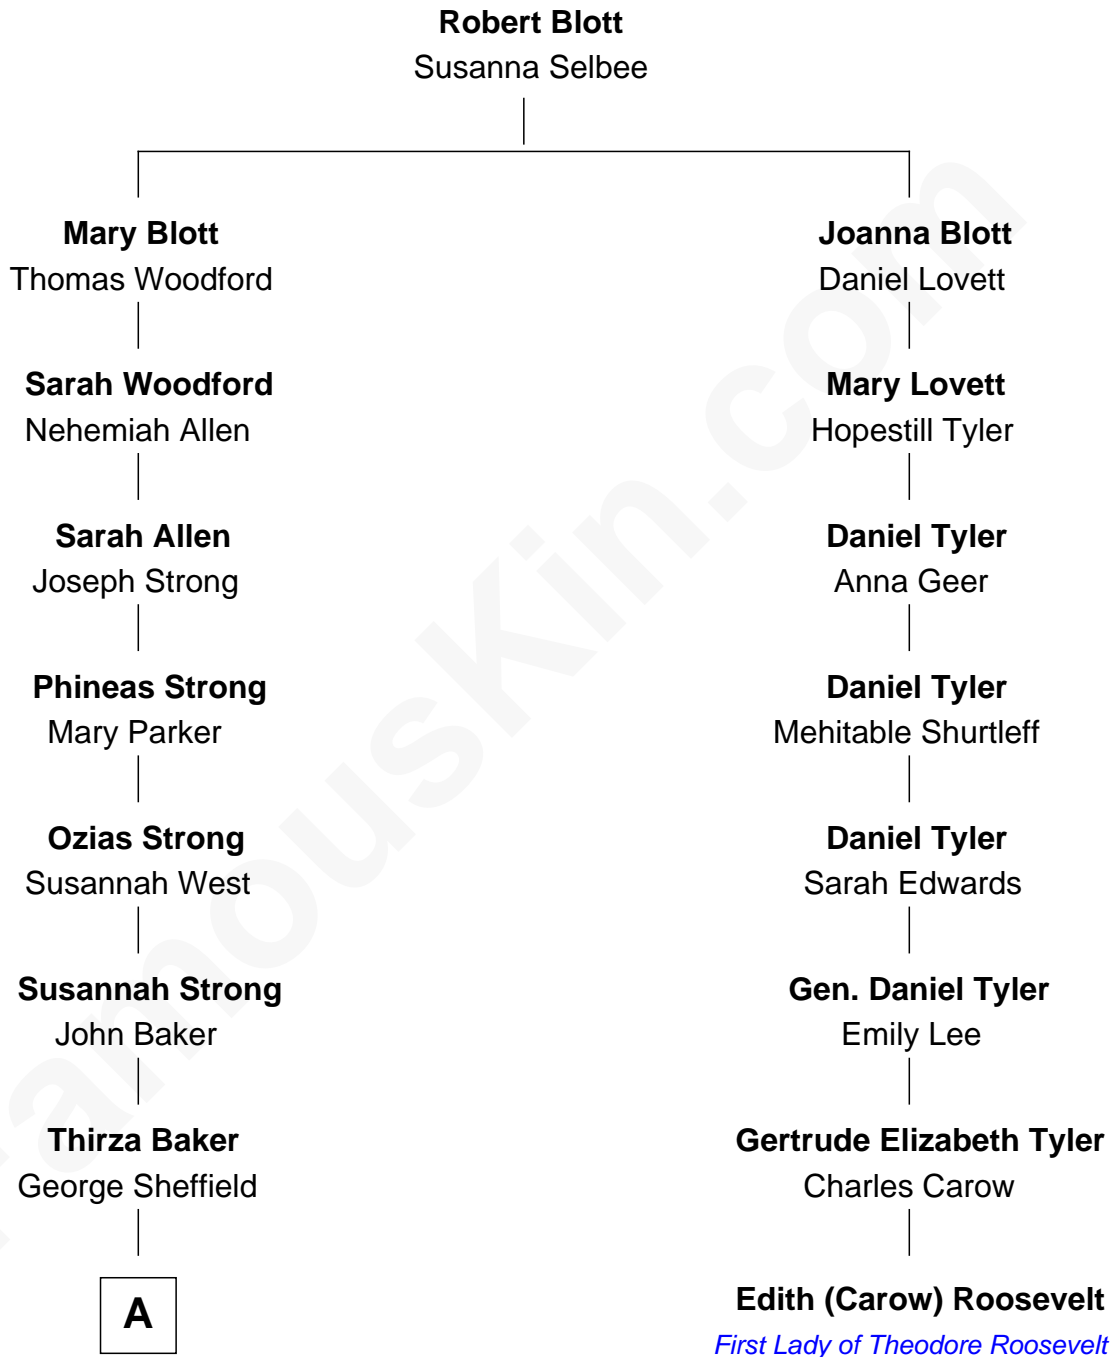 Robert Blott
Susanna Selbee
Mary Blott
Thomas Woodford
Joanna Blott
Daniel Lovett
Sarah Woodford
Nehemiah Allen
Mary Lovett
Hopestill Tyler
Sarah Allen
Joseph Strong
Daniel Tyler
Anna Geer
Phineas Strong
Mary Parker
Daniel Tyler
Mehitable Shurtleff
Ozias Strong
Susannah West
Daniel Tyler
Sarah Edwards
Susannah Strong
John Baker
Gen. Daniel Tyler
Emily Lee
Thirza Baker
George Sheffield
Gertrude Elizabeth Tyler
Charles Carow
A
Edith (Carow) Roosevelt
First Lady of Theodore Roosevelt
FamousKin.com